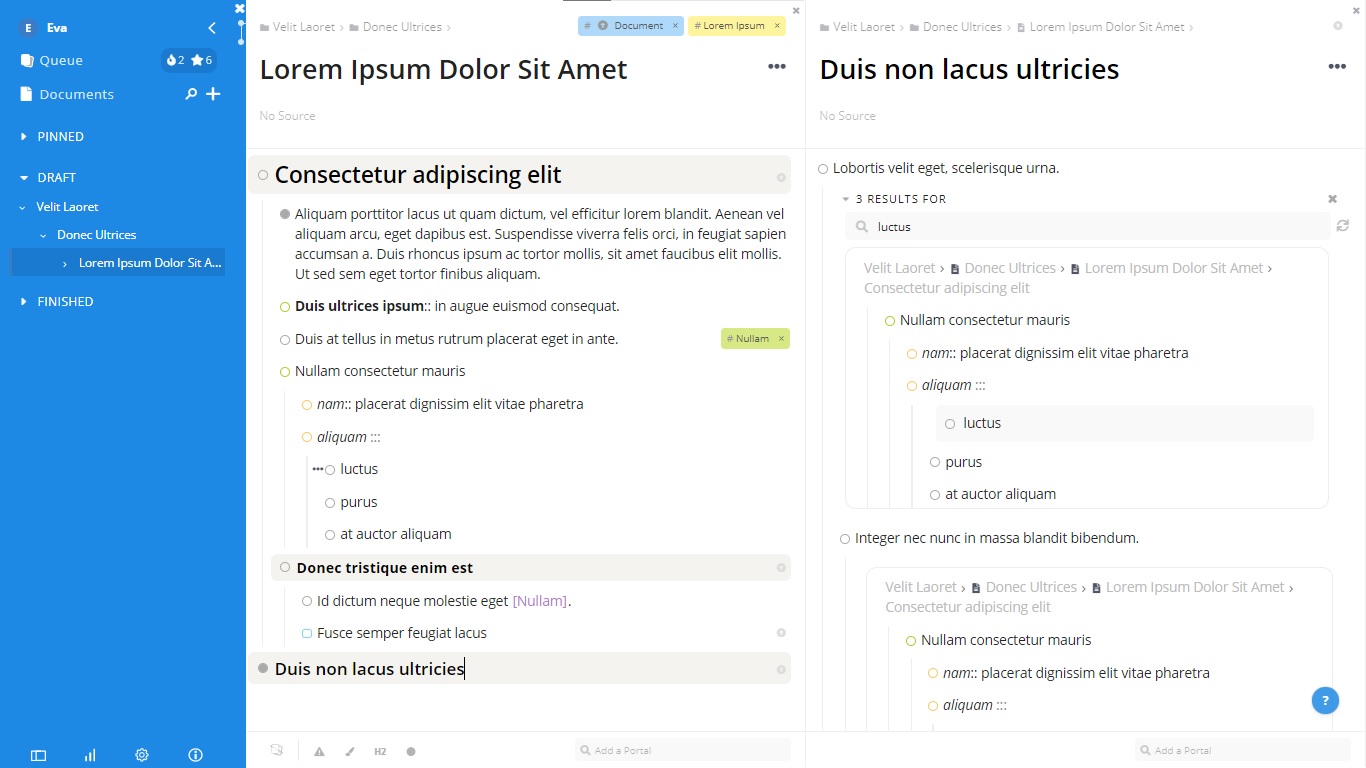 E Eva
Queue
2 6
Documents
PINNED
DRAFT
Velit Laoret
Donec Ultrices
Lorem Ipsum Dolor Sit A...
FINISHED
Velit Laoret › Donec Ultrices ›
# Document ×
# Lorem Ipsum ×
Lorem Ipsum Dolor Sit Amet
No Source
Consectetur adipiscing elit
Aliquam porttitor lacus ut quam dictum, vel efficitur lorem blandit. Aenean vel
aliquam arcu, eget dapibus est. Suspendisse viverra felis orci, in feugiat sapien
accumsan a. Duis rhoncus ipsum ac tortor mollis, sit amet faucibus elit mollis.
Ut sed sem eget tortor finibus aliquam.
Duis ultrices ipsum:: in augue euismod consequat.
Duis at tellus in metus rutrum placerat eget in ante.
# Nullam ×
Nullam consectetur mauris
nam:: placerat dignissim elit vitae pharetra
aliquam :::
luctus
purus
at auctor aliquam
Donec tristique enim est
Id dictum neque molestie eget [Nullam].
Fusce semper feugiat lacus
Duis non lacus ultricies
H2
Add a Portal
Velit Laoret › Donec Ultrices › Lorem Ipsum Dolor Sit Amet ›
Duis non lacus ultricies
No Source
Lobortis velit eget, scelerisque urna.
3 RESULTS FOR
luctus
Velit Laoret › Donec Ultrices › Lorem Ipsum Dolor Sit Amet ›
Consectetur adipiscing elit
Nullam consectetur mauris
nam:: placerat dignissim elit vitae pharetra
aliquam :::
luctus
purus
at auctor aliquam
Integer nec nunc in massa blandit bibendum.
Velit Laoret › Donec Ultrices › Lorem Ipsum Dolor Sit Amet ›
Consectetur adipiscing elit
Nullam consectetur mauris
nam:: placerat dignissim elit vitae pharetra
aliquam :::
?
Add a Portal